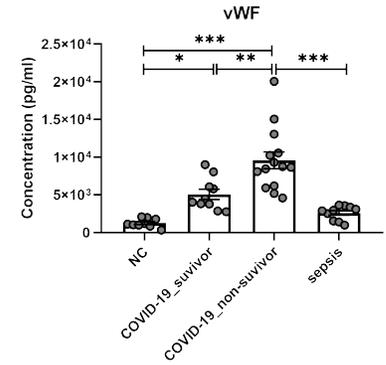 vWF
Concentration (pg/ml)
2.5×10⁴
2.0×10⁴
1.5×10⁴
1×10⁴
5×10³
0
***
* ** ***
NC
COVID-19_suvivor
COVID-19_non-suvivor
sepsis